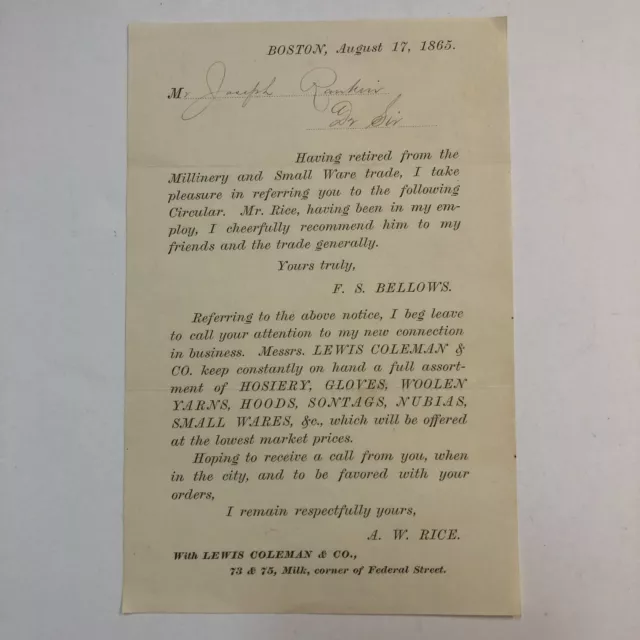 BOSTON, August 17, 1865.
Mr Joseph Rankin
Dr Sir
Having retired from the
Millinery and Small Ware trade, I take
pleasure in referring you to the following
Circular. Mr. Rice, having been in my em-
ploy, I cheerfully recommend him to my
friends and the trade generally.
Yours truly,
F. S. BELLOWS.
Referring to the above notice, I beg leave
to call your attention to my new connection
in business. Messrs. LEWIS COLEMAN &
CO. keep constantly on hand a full assort-
ment of HOSIERY, GLOVES, WOOLEN
YARNS, HOODS, SONTAGS, NUBIAS,
SMALL WARES, &c., which will be offered
at the lowest market prices.
Hoping to receive a call from you, when
in the city, and to be favored with your
orders,
I remain respectfully yours,
A. W. RICE.
With LEWIS COLEMAN & CO.,
73 & 75, Milk, corner of Federal Street.